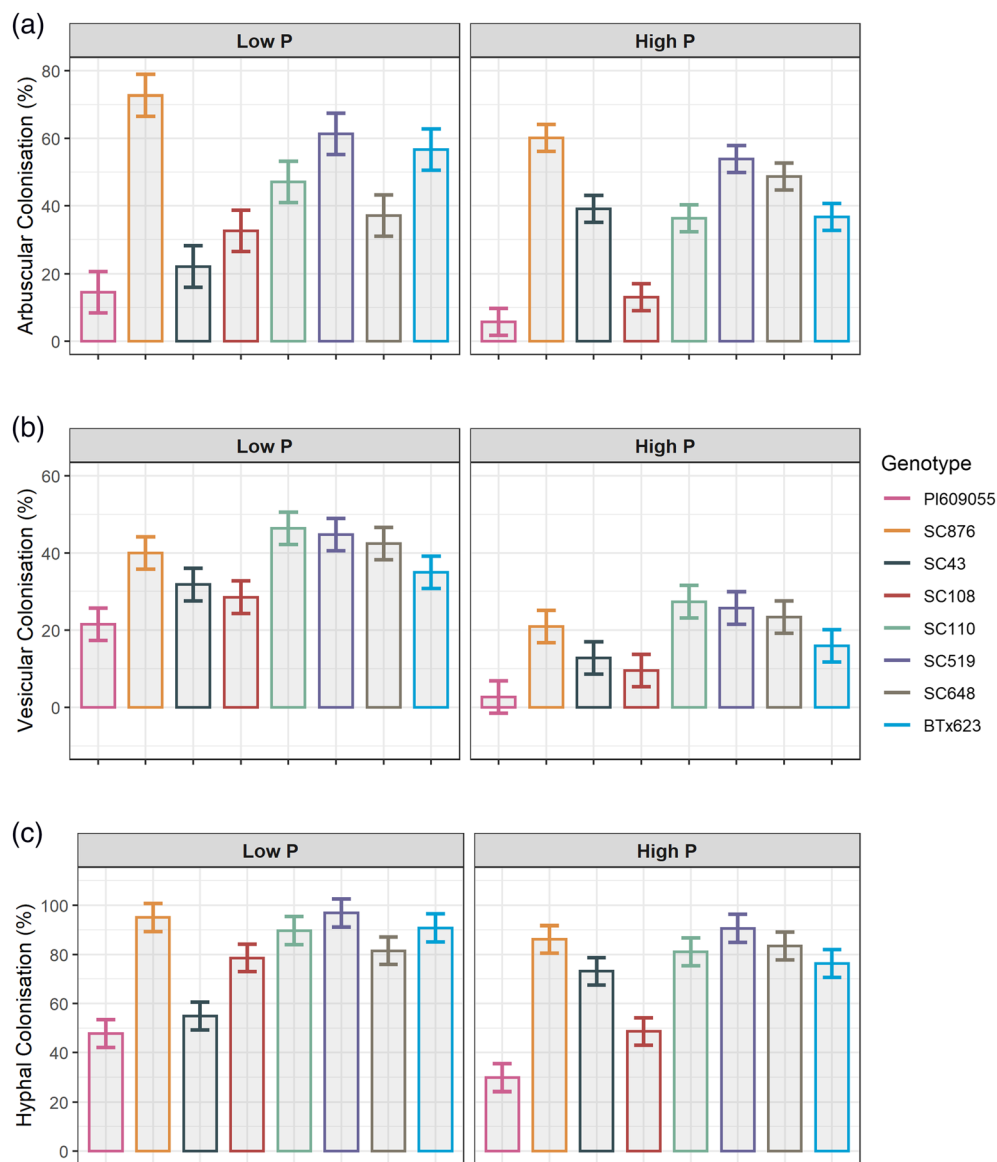 (a)
Low P
High P
Arbuscular Colonisation (%)
80
60
40
20
0
(b)
Low P
High P
Vesicular Colonisation (%)
60
40
20
0
Genotype
PI609055
SC876
SC43
SC108
SC110
SC519
SC648
BTx623
(c)
Low P
High P
Hyphal Colonisation (%)
100
80
60
40
20
0